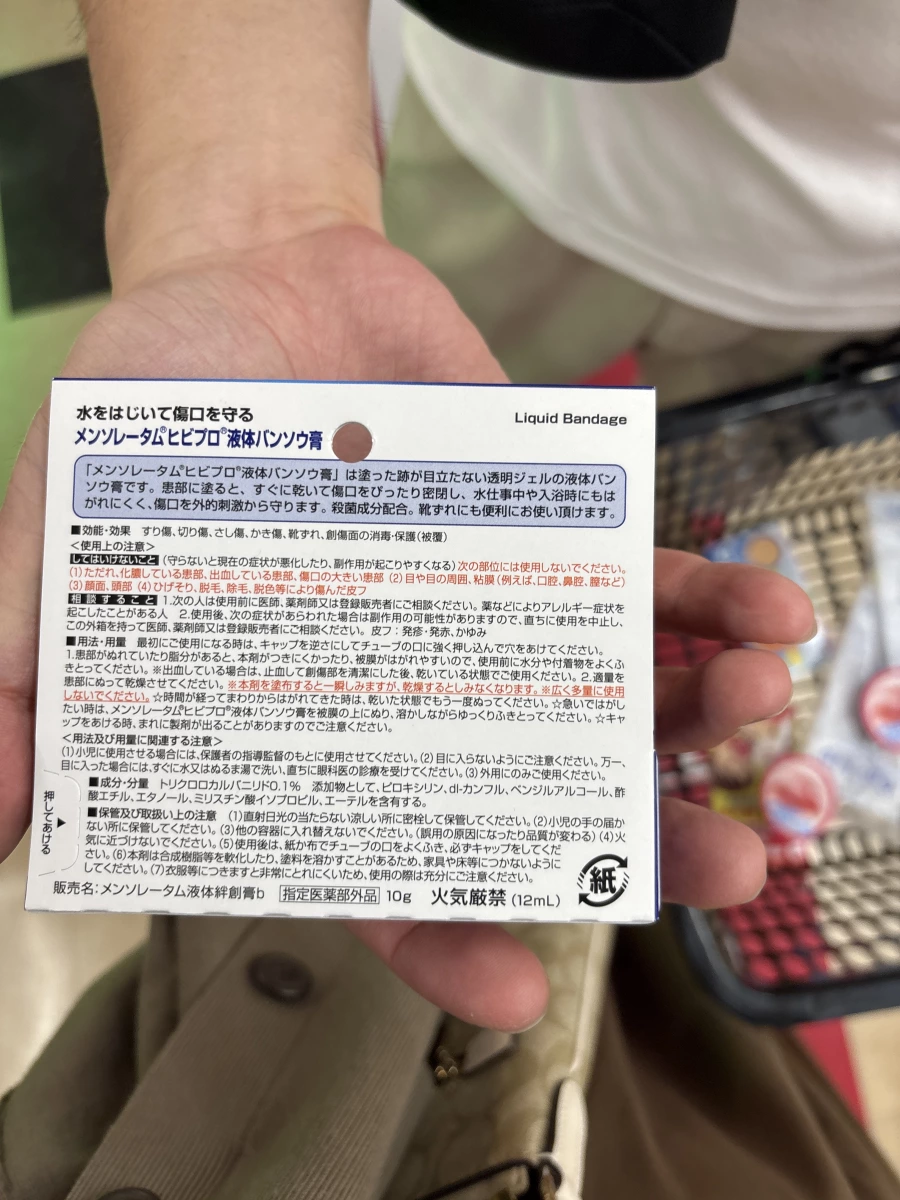 水をはじいて傷口を守る
メンソレータム®ヒビプロ®液体バンソウ膏
Liquid Bandage
「メンソレータム®ヒビプロ®液体バンソウ膏」は塗った跡が目立たない透明ジェルの液体バン
ソウ膏です。患部に塗ると、すぐに乾いて傷口をぴったり密閉し、水仕事中や入浴時にもは
がれにくく、傷口を外的刺激から守ります。殺菌成分配合。靴ずれにも便利にお使い頂けます。
■効能・効果 すり傷、切り傷、さし傷、かき傷、靴ずれ、創傷面の消毒・保護(被覆)
<使用上の注意>
してはいけないこと (守らないと現在の症状が悪化したり、副作用が起こりやすくなる) 次の部位には使用しないでください。
(1)ただれ、化膿している患部、出血している患部、傷口の大きい患部 (2)目や目の周囲、粘膜(例えば、口腔、鼻腔、膣など)
(3)顔面、頭部 (4)ひげそり、脱毛、除毛、脱色等により傷んだ皮フ
相談すること 1.次の人は使用前に医師、薬剤師又は登録販売者にご相談ください。薬などによりアレルギー症状を
起こしたことがある人 2.使用後、次の症状があらわれた場合は副作用の可能性がありますので、直ちに使用を中止し、
この外箱を持って医師、薬剤師又は登録販売者にご相談ください。皮フ:発疹・発赤、かゆみ
■用法・用量 最初にご使用になる時は、キャップを逆さにしてチューブの口に強く押し込んで穴をあけてください。
1.患部がぬれていたり脂分があると、本剤がつきにくかったり、被膜がはがれやすいので、使用前に水分や付着物をよくふ
きとってください。※出血している場合は、止血して創傷部を清潔にした後、乾いている状態でご使用ください。2.適量を
患部にぬって乾燥させてください。※本剤を塗布すると一瞬しみますが、乾燥するとしみなくなります。※広く多量に使用
しないでください。☆時間が経ってまわりからはがれてきた時は、乾いた状態でもう一度ぬってください。☆急いではがし
たい時は、メンソレータム®ヒビプロ®液体バンソウ膏を被膜の上にぬり、溶かしながらゆっくりふきとってください。☆キャ
ップをあける時、まれに製剤が出ることがありますのでご注意ください。
<用法及び用量に関連する注意>
(1)小児に使用させる場合には、保護者の指導監督のもとに使用させてください。(2)目に入らないようにご注意ください。万一、
目に入った場合には、すぐに水又はぬるま湯で洗い、直ちに眼科医の診療を受けてください。(3)外用にのみご使用ください。
■成分・分量 トリクロロカルバニリド0.1% 添加物として、ピロキシリン、dl-カンフル、ベンジルアルコール、酢
酸エチル、エタノール、ミリスチン酸イソプロピル、エーテルを含有する。
■保管及び取扱い上の注意 (1)直射日光の当たらない涼しい所に密栓して保管してください。(2)小児の手の届か
ない所に保管してください。(3)他の容器に入れ替えないでください。(誤用の原因になったり品質が変わる) (4)火
気に近づけないでください。(5)使用後は、紙か布でチューブの口をよくふき、必ずキャップをしてくだ
さい。(6)本剤は合成樹脂等を軟化したり、塗料を溶かすことがあるため、家具や床等につかないように
してください。(7)衣服等につきますと非常にとれにくいため、使用の際は充分にご注意ください。
押してあける
販売名:メンソレータム液体絆創膏b 指定医薬部外品 10g 火気厳禁 (12mL)
紙